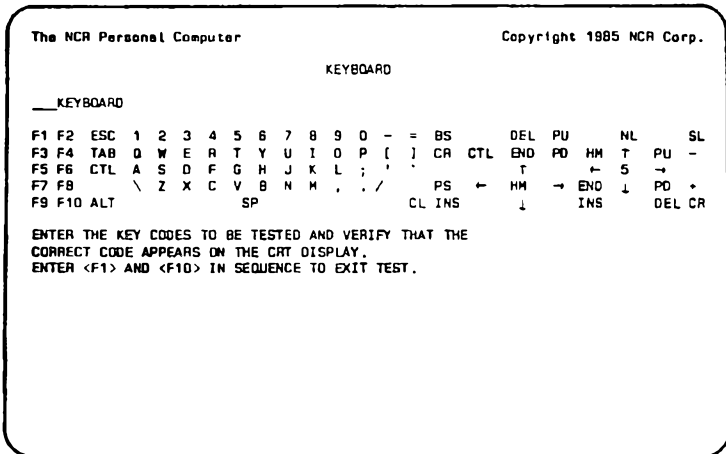 The NCR Personal Computer Copyright 1985 NCR Corp.
KEYBOARD
___KEYBOARD
F1 F2 ESC 1 2 3 4 5 6 7 8 9 0 - = BS DEL PU NL SL
F3 F4 TAB Q W E R T Y U I O P [ ] CR CTL END PD HM ↑ PU -
F5 F6 CTL A S D F G H J K L ; ' ` ↑ ← 5 →
F7 F8 \ Z X C V B N M , . / PS ← HM → END ↓ PD +
F9 F10 ALT SP CL INS ↓ INS DEL CR
ENTER THE KEY CODES TO BE TESTED AND VERIFY THAT THE
CORRECT CODE APPEARS ON THE CRT DISPLAY.
ENTER <F1> AND <F10> IN SEQUENCE TO EXIT TEST.